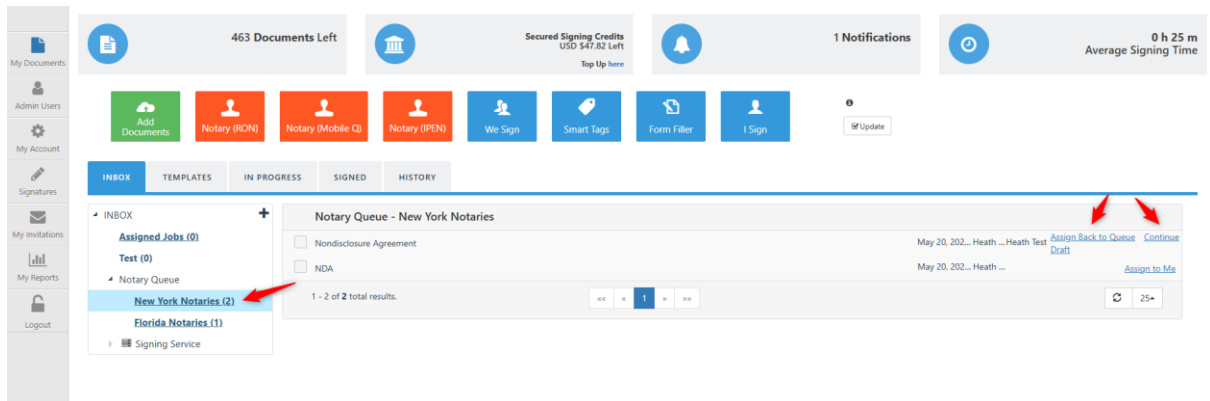 My Documents
Admin Users
My Account
Signatures
My Invitations
My Reports
Logout
463 Documents Left
Secured Signing Credits
USD $47.82 Left
Top Up here
1 Notifications
0 h 25 m
Average Signing Time
Add
Documents
Notary (RON)
Notary (Mobile Q)
Notary (IPEN)
We Sign
Smart Tags
Form Filler
I Sign
Update
INBOX
TEMPLATES
IN PROGRESS
SIGNED
HISTORY
INBOX
Assigned Jobs (0)
Test (0)
Notary Queue
New York Notaries (2)
Florida Notaries (1)
Signing Service
Notary Queue - New York Notaries
Nondisclosure Agreement May 20, 202... Heath ... Heath Test Assign Back to Queue Continue
Draft
NDA May 20, 202... Heath ... Assign to Me
1 - 2 of 2 total results. «« « 1 » »» 25